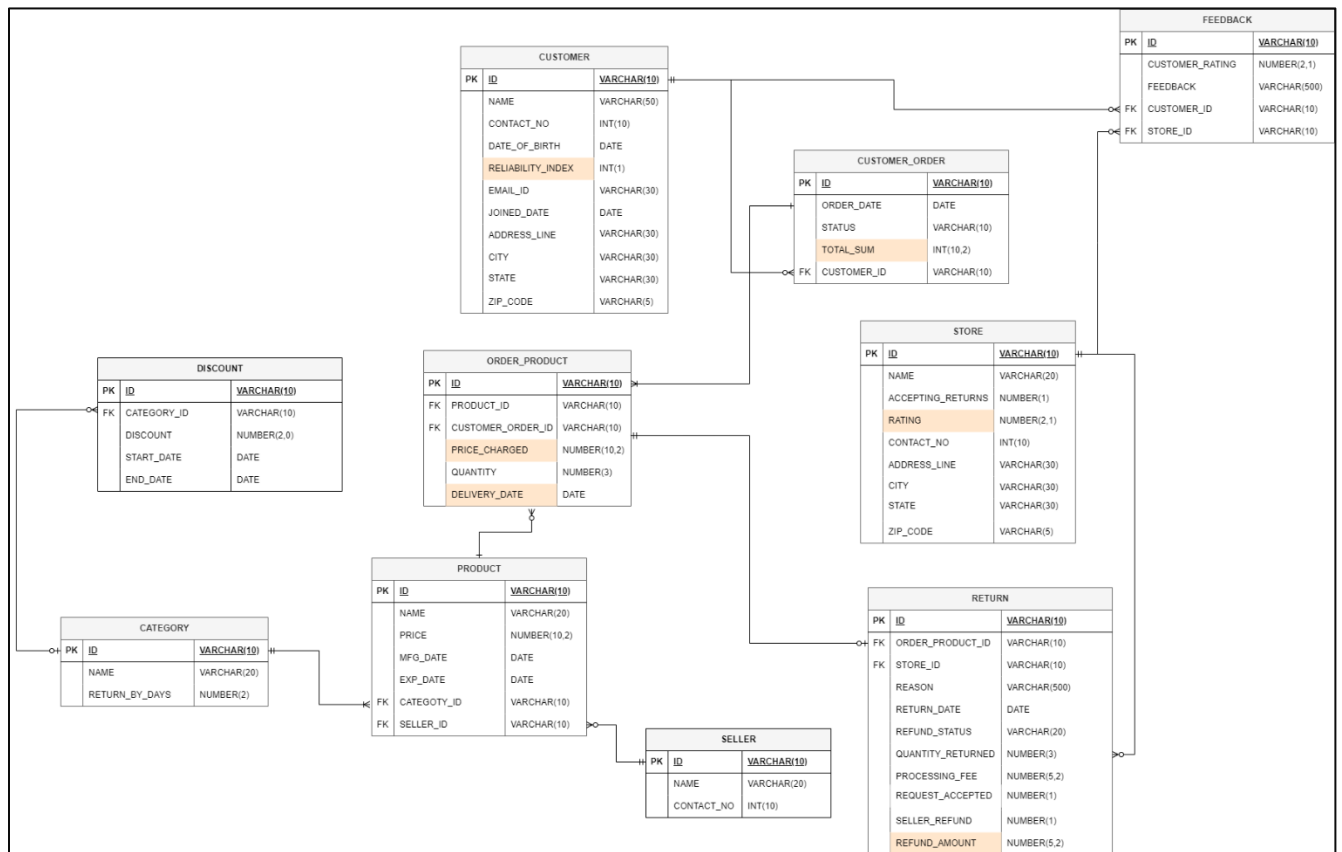 FEEDBACK
PK ID VARCHAR(10)
CUSTOMER_RATING NUMBER(2,1)
FEEDBACK VARCHAR(500)
FK CUSTOMER_ID VARCHAR(10)
FK STORE_ID VARCHAR(10)
CUSTOMER
PK ID VARCHAR(10)
NAME VARCHAR(50)
CONTACT_NO INT(10)
DATE_OF_BIRTH DATE
RELIABILITY_INDEX INT(1)
EMAIL_ID VARCHAR(30)
JOINED_DATE DATE
ADDRESS_LINE VARCHAR(30)
CITY VARCHAR(30)
STATE VARCHAR(30)
ZIP_CODE VARCHAR(5)
CUSTOMER_ORDER
PK ID VARCHAR(10)
ORDER_DATE DATE
STATUS VARCHAR(10)
TOTAL_SUM INT(10,2)
FK CUSTOMER_ID VARCHAR(10)
STORE
PK ID VARCHAR(10)
NAME VARCHAR(20)
ACCEPTING_RETURNS NUMBER(1)
RATING NUMBER(2,1)
CONTACT_NO INT(10)
ADDRESS_LINE VARCHAR(30)
CITY VARCHAR(30)
STATE VARCHAR(30)
ZIP_CODE VARCHAR(5)
ORDER_PRODUCT
PK ID VARCHAR(10)
FK PRODUCT_ID VARCHAR(10)
FK CUSTOMER_ORDER_ID VARCHAR(10)
PRICE_CHARGED NUMBER(10,2)
QUANTITY NUMBER(3)
DELIVERY_DATE DATE
DISCOUNT
PK ID VARCHAR(10)
FK CATEGORY_ID VARCHAR(10)
DISCOUNT NUMBER(2,0)
START_DATE DATE
END_DATE DATE
PRODUCT
PK ID VARCHAR(10)
NAME VARCHAR(20)
PRICE NUMBER(10,2)
MFG_DATE DATE
EXP_DATE DATE
FK CATEGOTY_ID VARCHAR(10)
FK SELLER_ID VARCHAR(10)
CATEGORY
PK ID VARCHAR(10)
NAME VARCHAR(20)
RETURN_BY_DAYS NUMBER(2)
RETURN
PK ID VARCHAR(10)
FK ORDER_PRODUCT_ID VARCHAR(10)
FK STORE_ID VARCHAR(10)
REASON VARCHAR(500)
RETURN_DATE DATE
REFUND_STATUS VARCHAR(20)
QUANTITY_RETURNED NUMBER(3)
PROCESSING_FEE NUMBER(5,2)
REQUEST_ACCEPTED NUMBER(1)
SELLER_REFUND NUMBER(1)
REFUND_AMOUNT NUMBER(5,2)
SELLER
PK ID VARCHAR(10)
NAME VARCHAR(20)
CONTACT_NO INT(10)